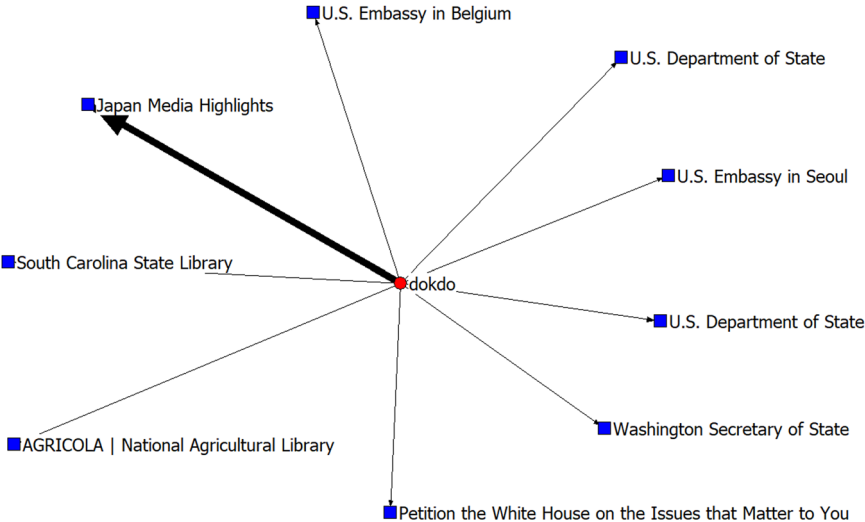 U.S. Embassy in Belgium
U.S. Department of State
Japan Media Highlights
U.S. Embassy in Seoul
South Carolina State Library
dokdo
U.S. Department of State
Washington Secretary of State
AGRICOLA | National Agricultural Library
Petition the White House on the Issues that Matter to You